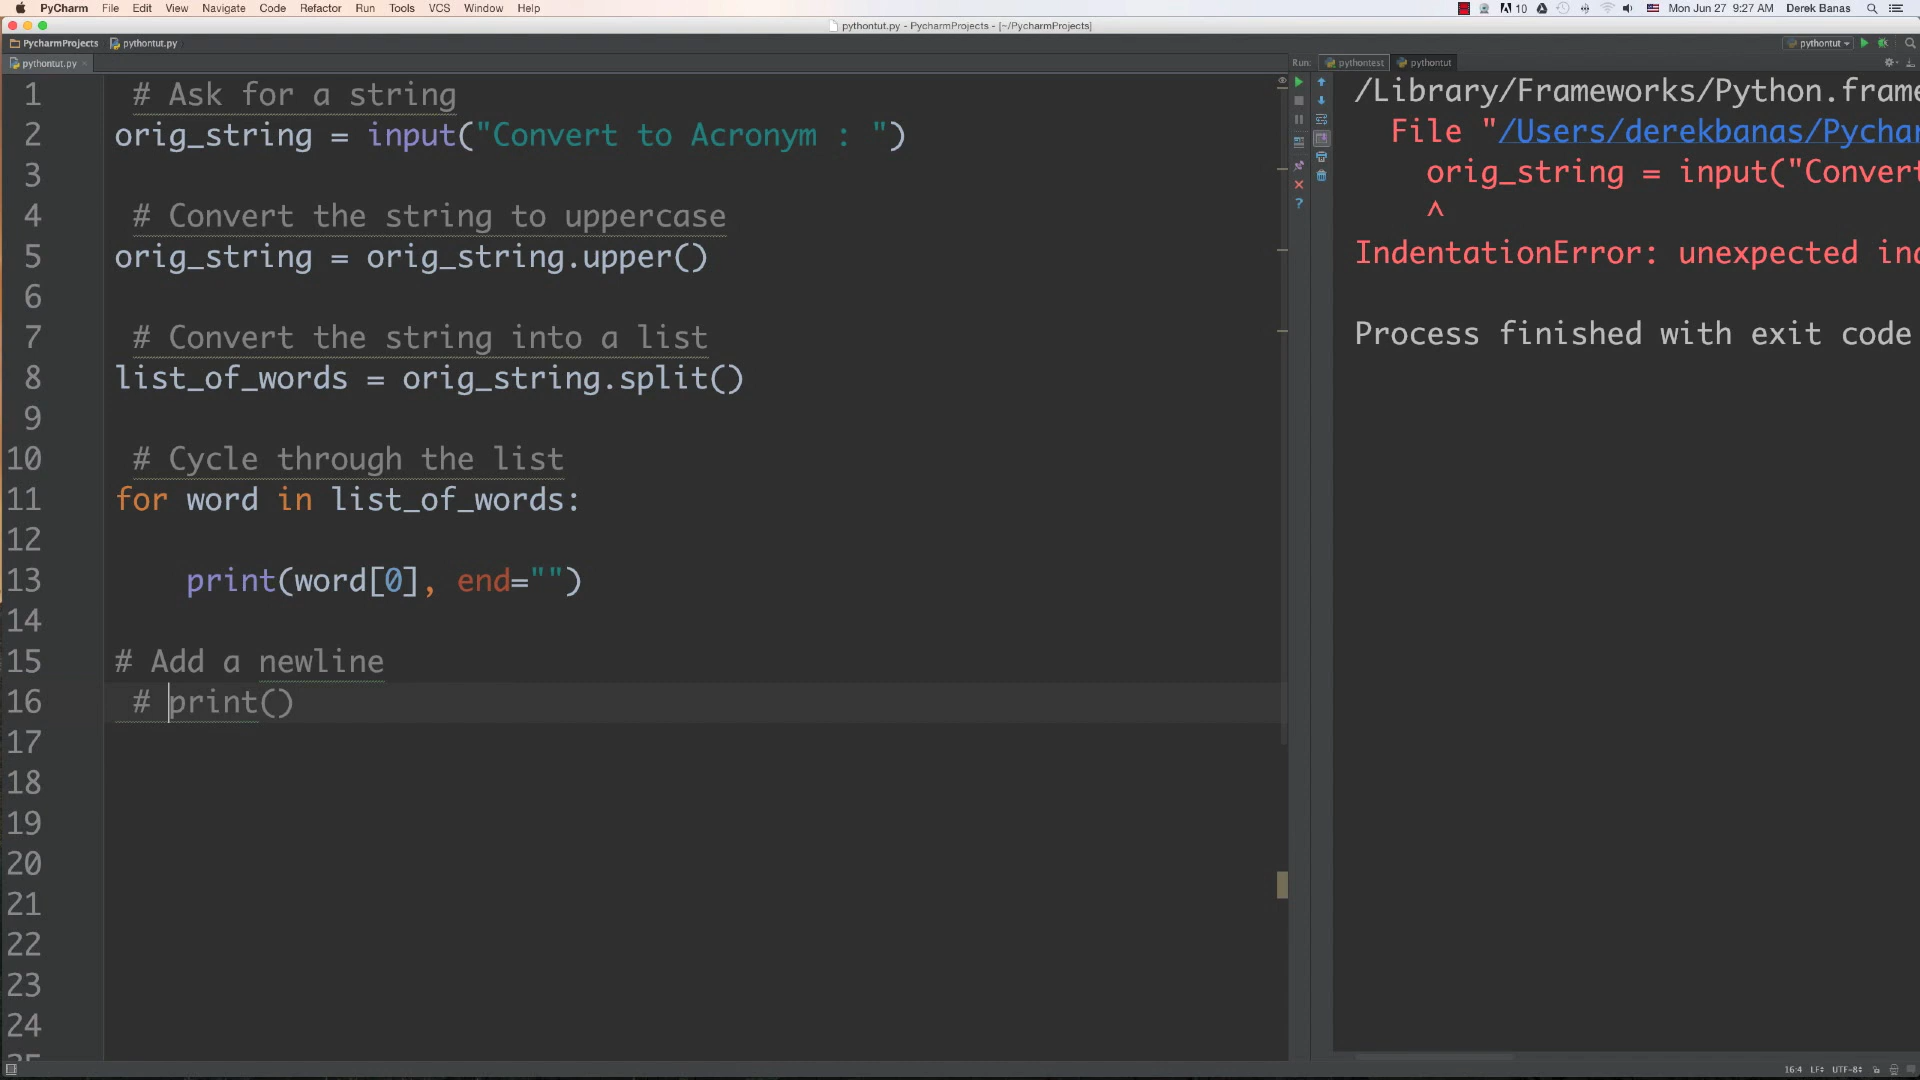 PyCharm File Edit View Navigate Code Refactor Run Tools VCS Window Help
10 Mon Jun 27 9:27 AM Derek Banas
pythontut.py - PycharmProjects - [~/PycharmProjects]
PycharmProjects pythontut.py
pythontut
pythontut.py
Run: pythontest pythontut
1 # Ask for a string
2 orig_string = input("Convert to Acronym : ")
3
4 # Convert the string to uppercase
5 orig_string = orig_string.upper()
6
7 # Convert the string into a list
8 list_of_words = orig_string.split()
9
10 # Cycle through the list
11 for word in list_of_words:
12
13 print(word[0], end="")
14
15 # Add a newline
16 # print()
17
18
19
20
21
22
23
24
/Library/Frameworks/Python.frame
File "/Users/derekbanas/Pychar
orig_string = input("Convert
^
IndentationError: unexpected ind
Process finished with exit code
16:4 LF UTF-8